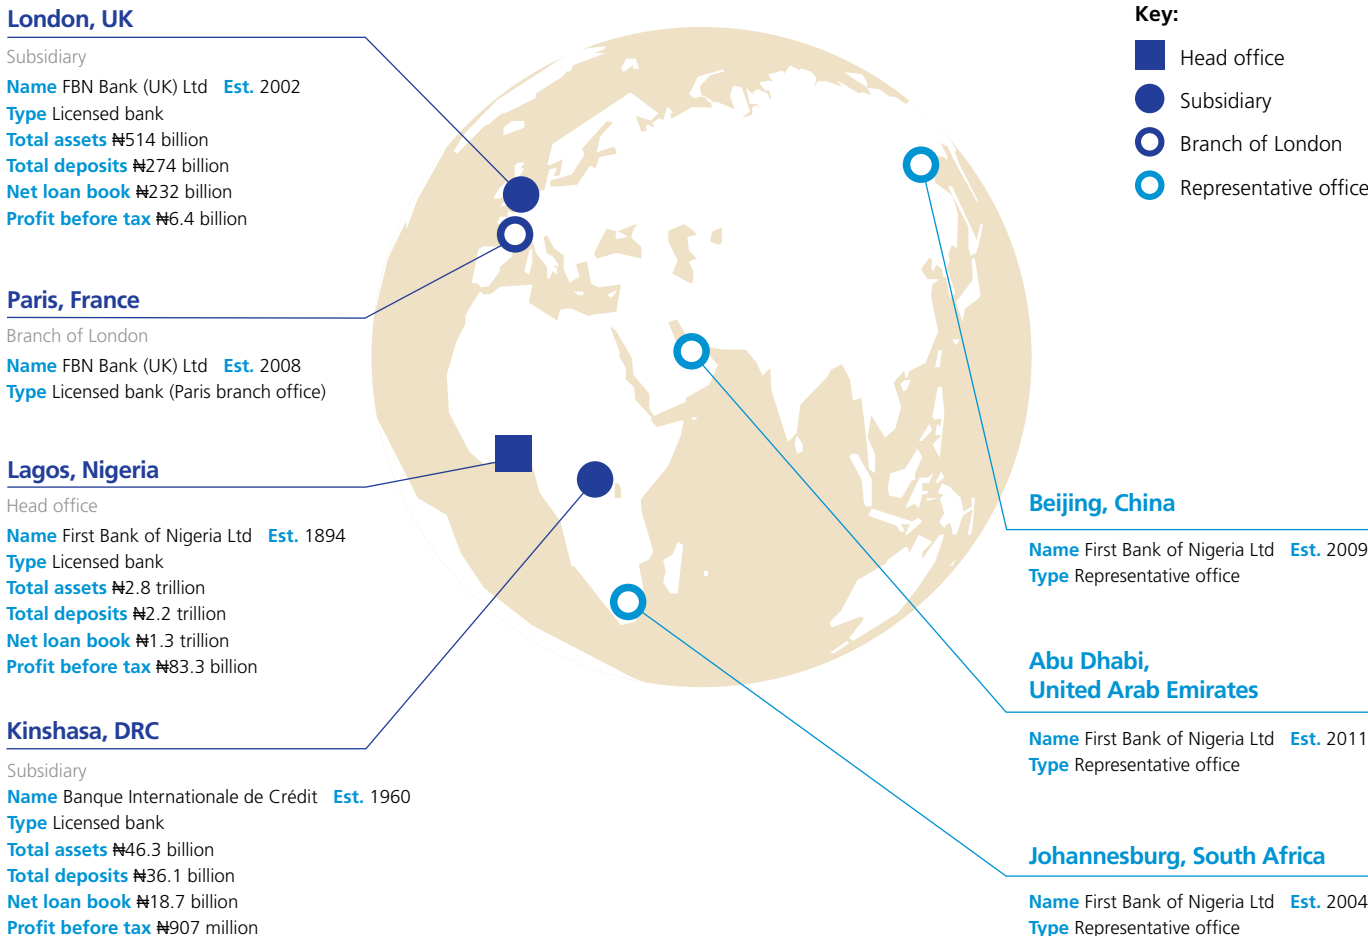 London, UK
Subsidiary
Name FBN Bank (UK) Ltd Est. 2002
Type Licensed bank
Total assets ₦514 billion
Total deposits ₦274 billion
Net loan book ₦232 billion
Profit before tax ₦6.4 billion
Paris, France
Branch of London
Name FBN Bank (UK) Ltd Est. 2008
Type Licensed bank (Paris branch office)
Lagos, Nigeria
Head office
Name First Bank of Nigeria Ltd Est. 1894
Type Licensed bank
Total assets ₦2.8 trillion
Total deposits ₦2.2 trillion
Net loan book ₦1.3 trillion
Profit before tax ₦83.3 billion
Kinshasa, DRC
Subsidiary
Name Banque Internationale de Crédit Est. 1960
Type Licensed bank
Total assets ₦46.3 billion
Total deposits ₦36.1 billion
Net loan book ₦18.7 billion
Profit before tax ₦907 million
Key:
Head office
Subsidiary
Branch of London
Representative office
Beijing, China
Name First Bank of Nigeria Ltd Est. 2009
Type Representative office
Abu Dhabi,
United Arab Emirates
Name First Bank of Nigeria Ltd Est. 2011
Type Representative office
Johannesburg, South Africa
Name First Bank of Nigeria Ltd Est. 2004
Type Representative office